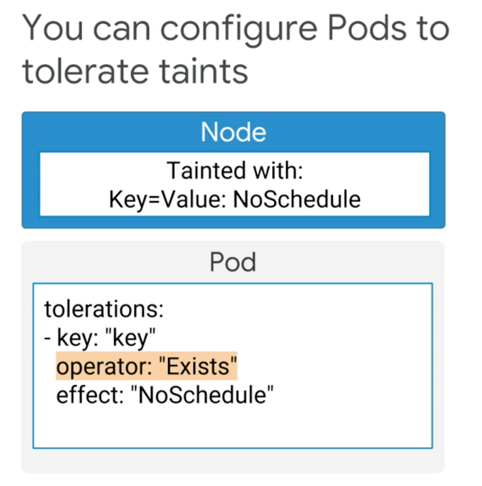 You can configure Pods to
tolerate taints
Node
Tainted with:
Key=Value: NoSchedule
Pod
tolerations:
- key: "key"
operator: "Exists"
effect: "NoSchedule"